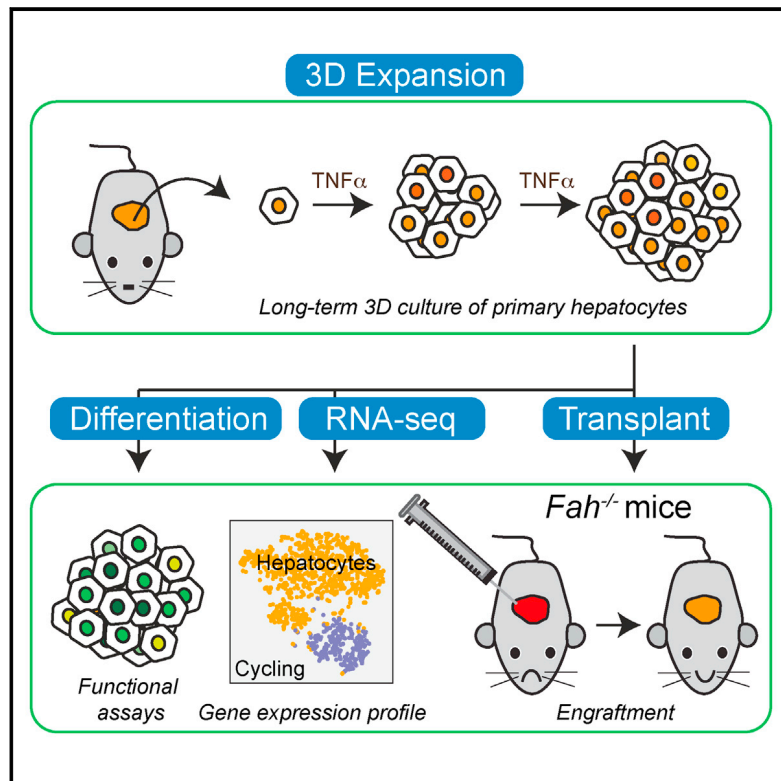 3D Expansion
TNFα
TNFα
Long-term 3D culture of primary hepatocytes
Differentiation
RNA-seq
Transplant
Fah-/- mice
Hepatocytes
Cycling
Functional
assays
Gene expression profile
Engraftment